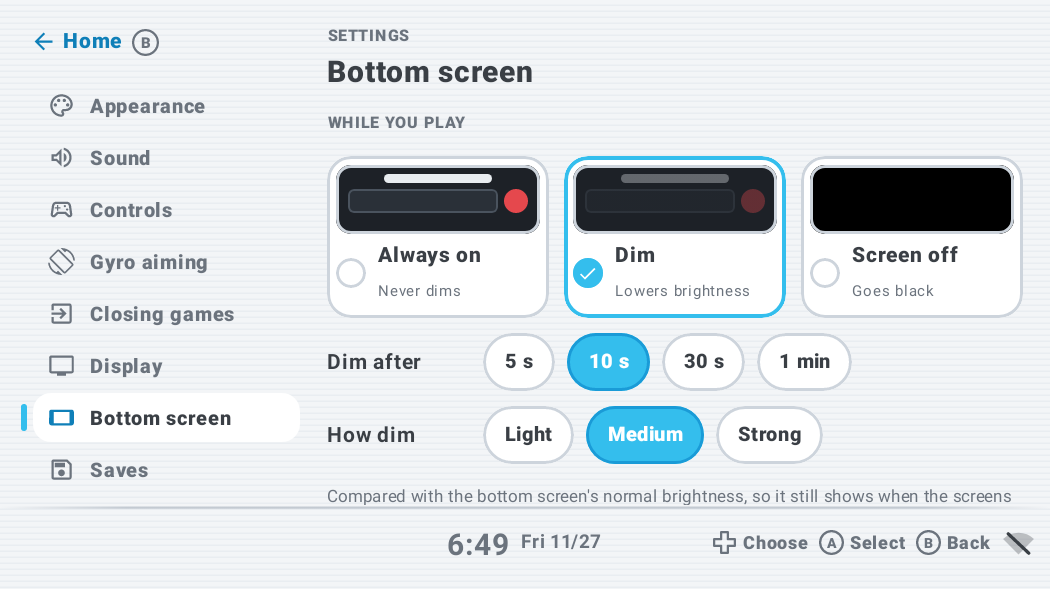 Home B
SETTINGS
Bottom screen
WHILE YOU PLAY
Appearance
Sound
Controls
Gyro aiming
Closing games
Display
Bottom screen
Saves
Always on
Never dims
Dim
Lowers brightness
Screen off
Goes black
Dim after 5 s 10 s 30 s 1 min
How dim Light Medium Strong
Compared with the bottom screen's normal brightness, so it still shows when the screens
6:49 Fri 11/27 Choose A Select B Back